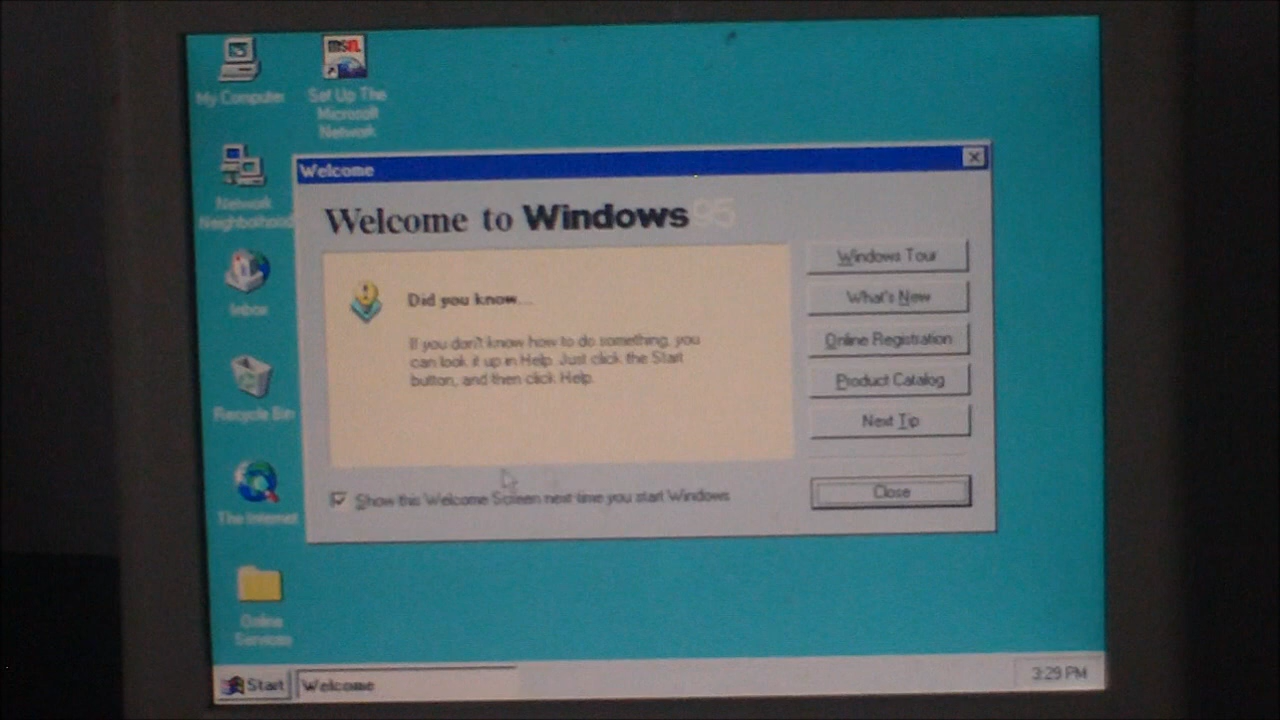 My Computer
msn
Set Up The
Microsoft
Network
Network
Neighborhood
Inbox
Recycle Bin
The Internet
Online
Services
Welcome
Welcome to Windows 95
Did you know...
If you don't know how to do something, you
can look it up in Help. Just click the Start
button, and then click Help.
Windows Tour
What's New
Online Registration
Product Catalog
Next Tip
Show this Welcome Screen next time you start Windows
Close
Start
Welcome
3:29 PM